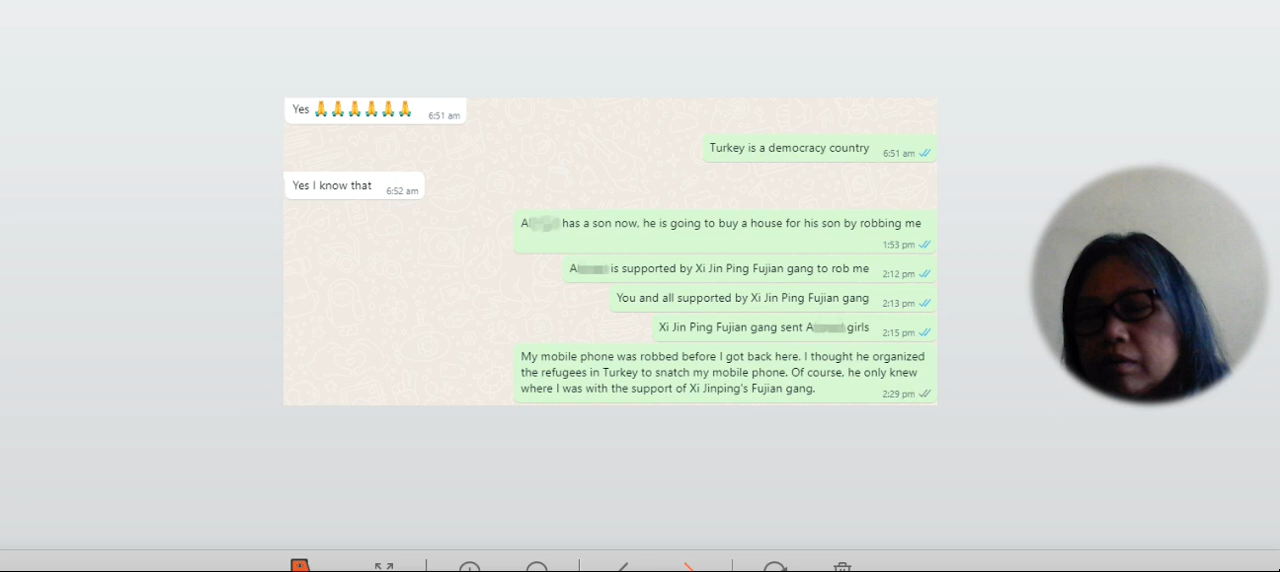 Yes 🙏🙏🙏🙏🙏🙏 6:51 am
Turkey is a democracy country 6:51 am
Yes I know that 6:52 am
A has a son now, he is going to buy a house for his son by robbing me
1:53 pm
A is supported by Xi Jin Ping Fujian gang to rob me 2:12 pm
You and all supported by Xi Jin Ping Fujian gang 2:13 pm
Xi Jin Ping Fujian gang sent A girls 2:15 pm
My mobile phone was robbed before I got back here. I thought he organized
the refugees in Turkey to snatch my mobile phone. Of course, he only knew
where I was with the support of Xi Jinping's Fujian gang. 2:29 pm